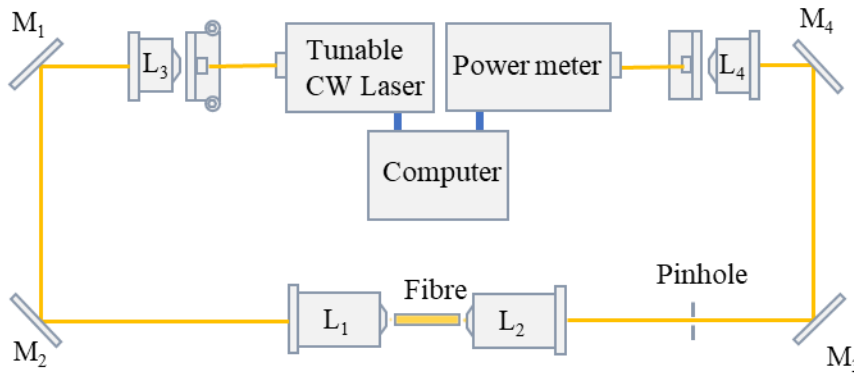 M₁
M₄
L₃
Tunable
CW Laser
Power meter
L₄
Computer
Pinhole
Fibre
L₁
L₂
M₂